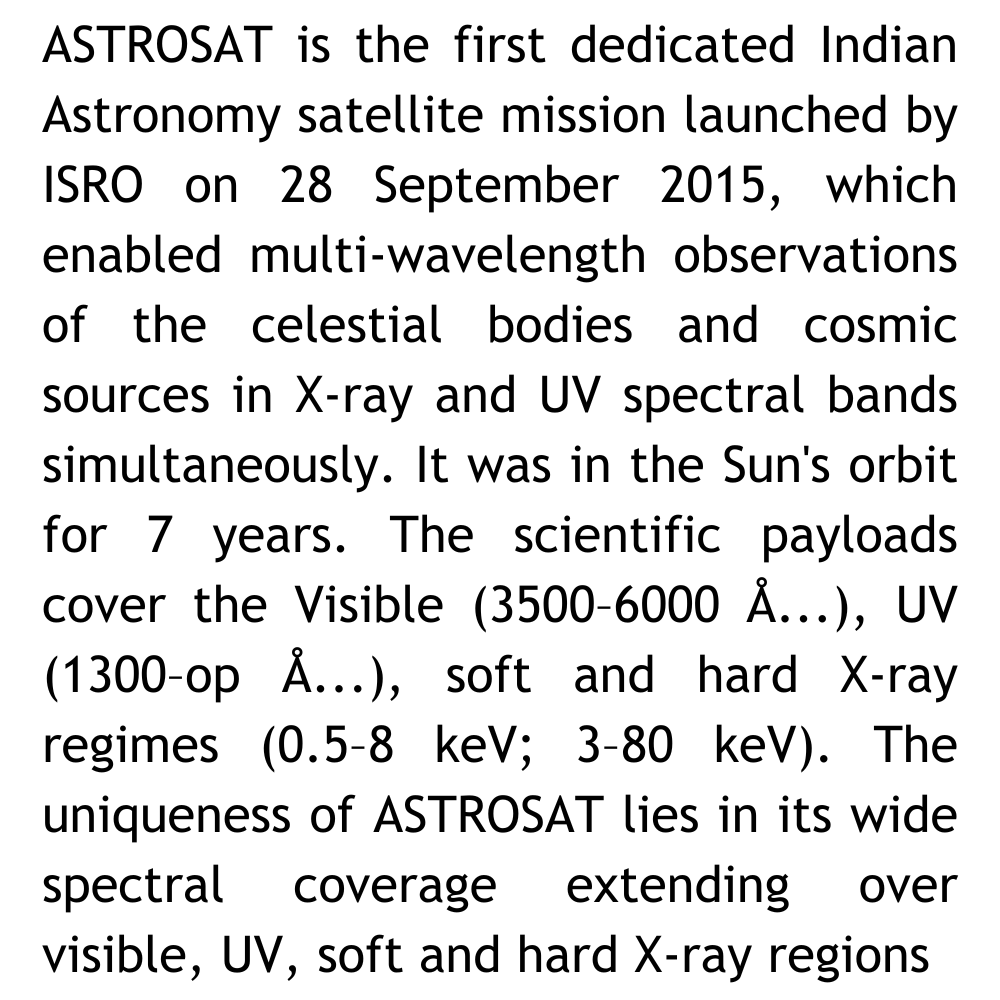 ASTROSAT is the first dedicated Indian
Astronomy satellite mission launched by
ISRO on 28 September 2015, which
enabled multi-wavelength observations
of the celestial bodies and cosmic
sources in X-ray and UV spectral bands
simultaneously. It was in the Sun's orbit
for 7 years. The scientific payloads
cover the Visible (3500–6000 Å...), UV
(1300–op Å...), soft and hard X-ray
regimes (0.5–8 keV; 3–80 keV). The
uniqueness of ASTROSAT lies in its wide
spectral coverage extending over
visible, UV, soft and hard X-ray regions